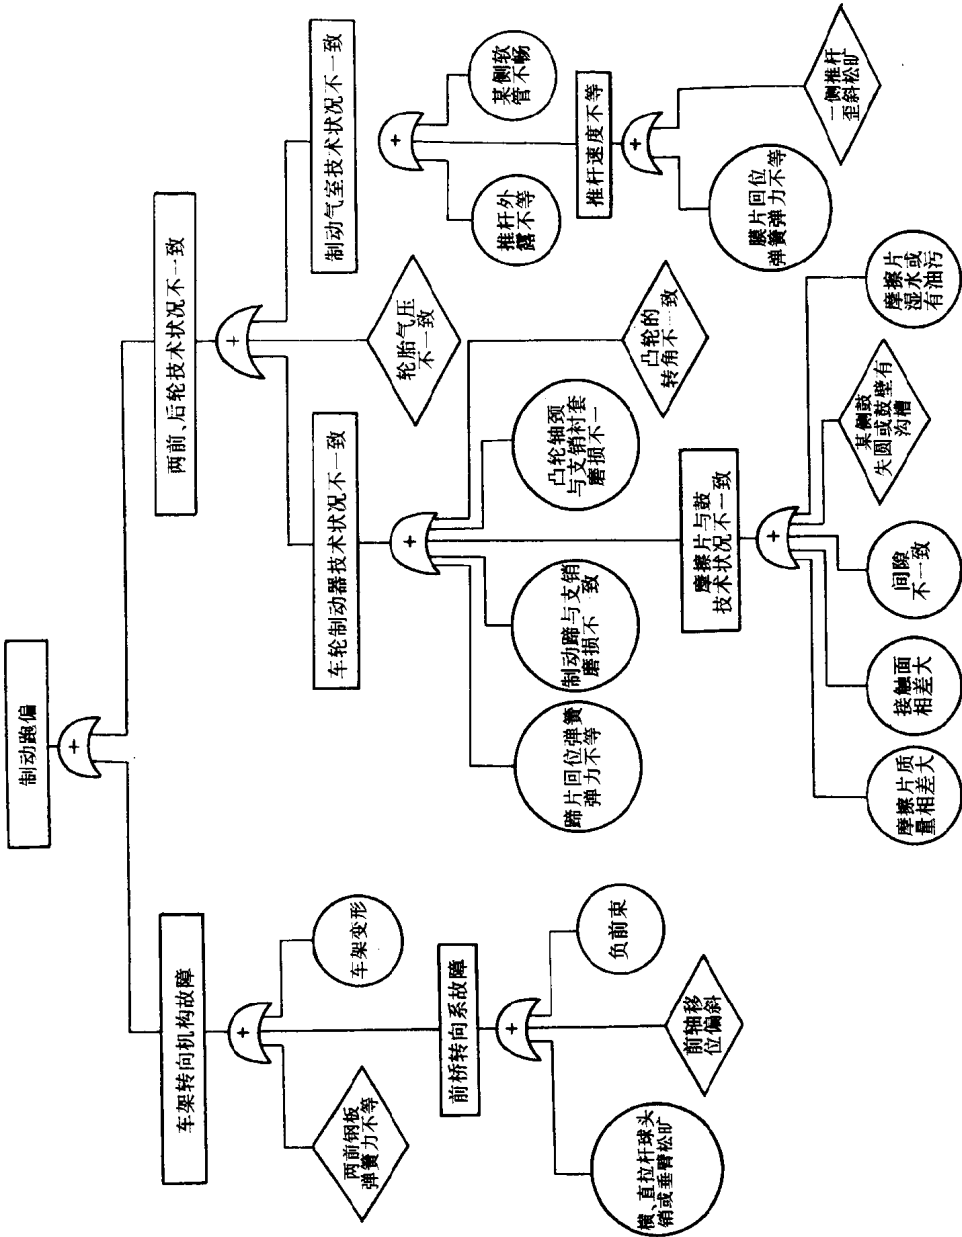 制动跑偏
车架转向机构故障
两前、后轮技术状况不一致
两前钢板
弹簧力不等
车架变形
车轮制动器技术状况不一致
轮胎气压
不一致
制动气室技术状况不一致
前桥转向系故障
蹄片回位弹簧
弹力不等
制动蹄与支销
磨损不一致
凸轮轴颈
与支销衬套
磨损不一
凸轮的
转角不一致
推杆外
露不等
某侧软
管不畅
推杆速度不等
横、直拉杆球头
销或垂臂松旷
前轴移
位偏斜
负前束
摩擦片与鼓
技术状况不一致
膜片回位
弹簧弹力不等
二侧推杆
歪斜松旷
摩擦片质
量相差大
接触面
相差大
间隙
不一致
某侧鼓
失圆或鼓壁有
沟槽
摩擦片
湿水或
有油污